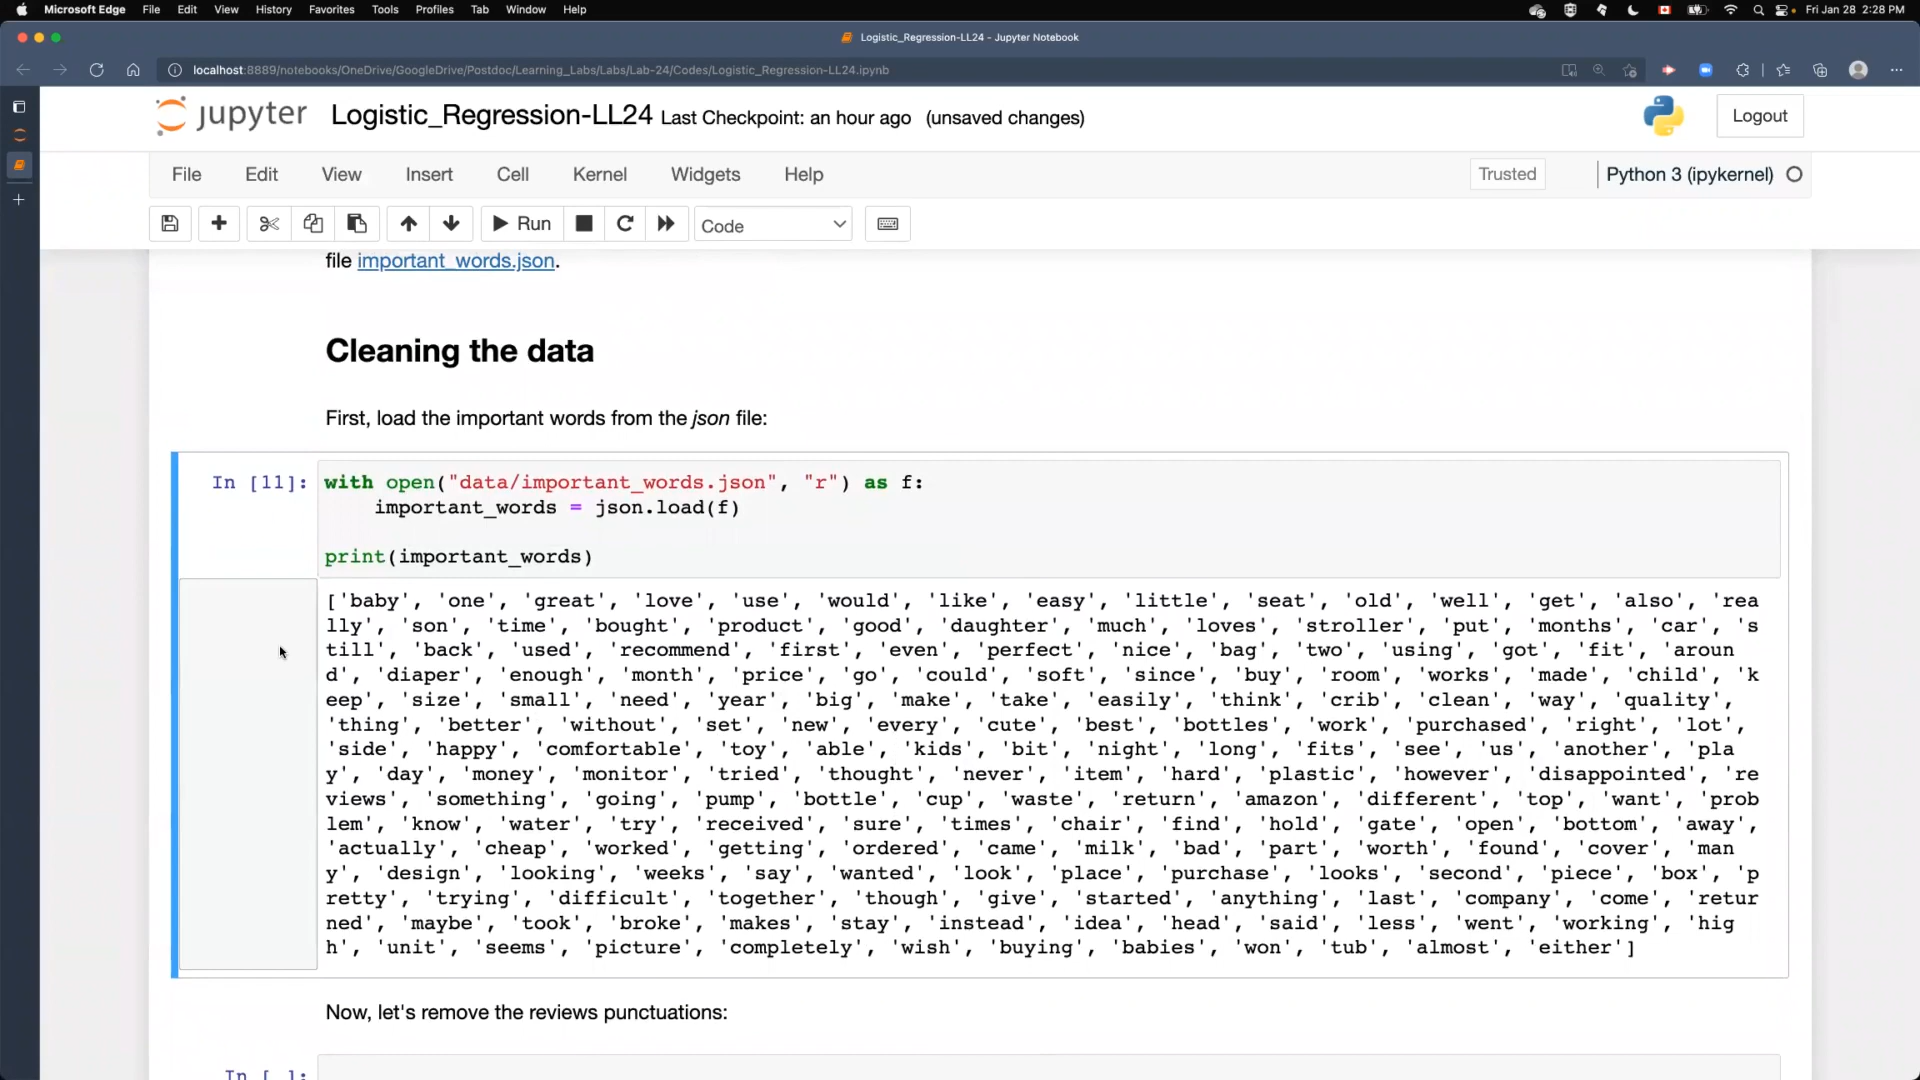 Microsoft Edge File Edit View History Favorites Tools Profiles Tab Window Help Fri Jan 28 2:28 PM
Logistic_Regression-LL24 - Jupyter Notebook
localhost:8889/notebooks/OneDrive/GoogleDrive/Postdoc/Learning_Labs/Labs/Lab-24/Codes/Logistic_Regression-LL24.ipynb
jupyter Logistic_Regression-LL24 Last Checkpoint: an hour ago (unsaved changes) Logout
File Edit View Insert Cell Kernel Widgets Help Trusted Python 3 (ipykernel)
Run Code
file important_words.json.
Cleaning the data
First, load the important words from the json file:
In [11]: with open("data/important_words.json", "r") as f:
important_words = json.load(f)
print(important_words)
['baby', 'one', 'great', 'love', 'use', 'would', 'like', 'easy', 'little', 'seat', 'old', 'well', 'get', 'also', 'rea
lly', 'son', 'time', 'bought', 'product', 'good', 'daughter', 'much', 'loves', 'stroller', 'put', 'months', 'car', 's
till', 'back', 'used', 'recommend', 'first', 'even', 'perfect', 'nice', 'bag', 'two', 'using', 'got', 'fit', 'aroun
d', 'diaper', 'enough', 'month', 'price', 'go', 'could', 'soft', 'since', 'buy', 'room', 'works', 'made', 'child', 'k
eep', 'size', 'small', 'need', 'year', 'big', 'make', 'take', 'easily', 'think', 'crib', 'clean', 'way', 'quality',
'thing', 'better', 'without', 'set', 'new', 'every', 'cute', 'best', 'bottles', 'work', 'purchased', 'right', 'lot',
'side', 'happy', 'comfortable', 'toy', 'able', 'kids', 'bit', 'night', 'long', 'fits', 'see', 'us', 'another', 'pla
y', 'day', 'money', 'monitor', 'tried', 'thought', 'never', 'item', 'hard', 'plastic', 'however', 'disappointed', 're
views', 'something', 'going', 'pump', 'bottle', 'cup', 'waste', 'return', 'amazon', 'different', 'top', 'want', 'prob
lem', 'know', 'water', 'try', 'received', 'sure', 'times', 'chair', 'find', 'hold', 'gate', 'open', 'bottom', 'away',
'actually', 'cheap', 'worked', 'getting', 'ordered', 'came', 'milk', 'bad', 'part', 'worth', 'found', 'cover', 'man
y', 'design', 'looking', 'weeks', 'say', 'wanted', 'look', 'place', 'purchase', 'looks', 'second', 'piece', 'box', 'p
retty', 'trying', 'difficult', 'together', 'though', 'give', 'started', 'anything', 'last', 'company', 'come', 'retur
ned', 'maybe', 'took', 'broke', 'makes', 'stay', 'instead', 'idea', 'head', 'said', 'less', 'went', 'working', 'hig
h', 'unit', 'seems', 'picture', 'completely', 'wish', 'buying', 'babies', 'won', 'tub', 'almost', 'either']
Now, let's remove the reviews punctuations:
In [ ]: